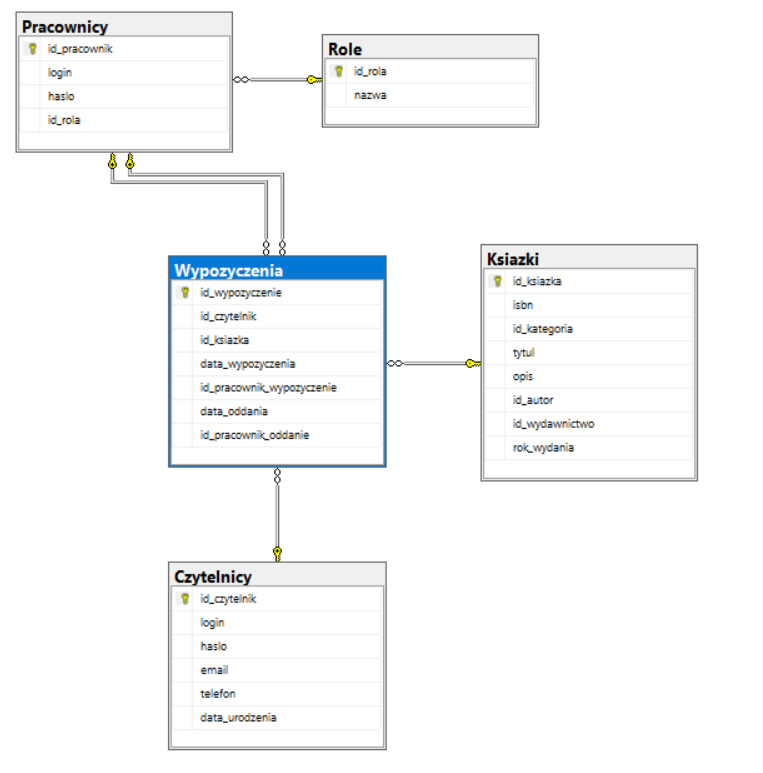 Pracownicy
id_pracownik
login
haslo
id_rola
Role
id_rola
nazwa
Wypozyczenia
id_wypozyczenie
id_czytelnik
id_ksiazka
data_wypozyczenia
id_pracownik_wypozyczenie
data_oddania
id_pracownik_oddanie
Ksiazki
id_ksiazka
isbn
id_kategoria
tytul
opis
id_autor
id_wydawnictwo
rok_wydania
Czytelnicy
id_czytelnik
login
haslo
email
telefon
data_urodzenia